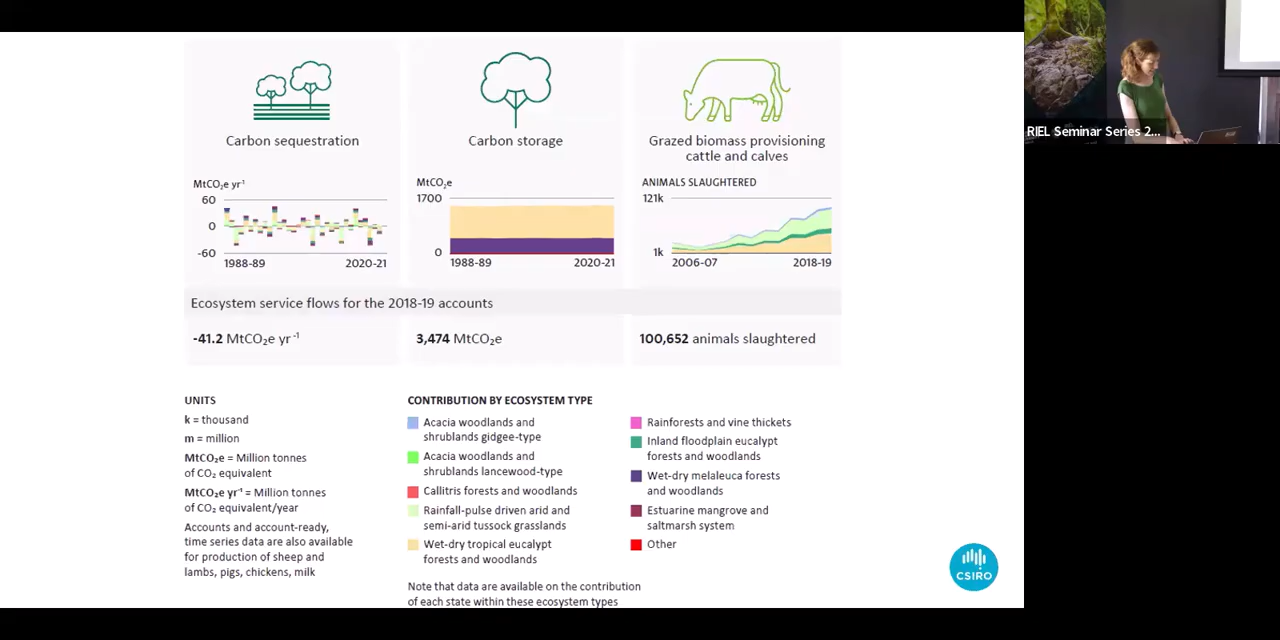 Carbon sequestration
Carbon storage
Grazed biomass provisioning
cattle and calves
MtCO₂e yr⁻¹
60
0
-60
1988-89
2020-21
MtCO₂e
1700
0
1988-89
2020-21
ANIMALS SLAUGHTERED
121k
1k
2006-07
2018-19
Ecosystem service flows for the 2018-19 accounts
-41.2 MtCO₂e yr⁻¹
3,474 MtCO₂e
100,652 animals slaughtered
UNITS
k = thousand
m = million
MtCO₂e = Million tonnes
of CO₂ equivalent
MtCO₂e yr⁻¹ = Million tonnes
of CO₂ equivalent/year
Accounts and account-ready,
time series data are also available
for production of sheep and
lambs, pigs, chickens, milk
CONTRIBUTION BY ECOSYSTEM TYPE
Acacia woodlands and
shrublands gidgee-type
Acacia woodlands and
shrublands lancewood-type
Callitris forests and woodlands
Rainfall-pulse driven arid and
semi-arid tussock grasslands
Wet-dry tropical eucalypt
forests and woodlands
Rainforests and vine thickets
Inland floodplain eucalypt
forests and woodlands
Wet-dry melaleuca forests
and woodlands
Estuarine mangrove and
saltmarsh system
Other
Note that data are available on the contribution
of each state within these ecosystem types
CSIRO
RIEL Seminar Series 2...